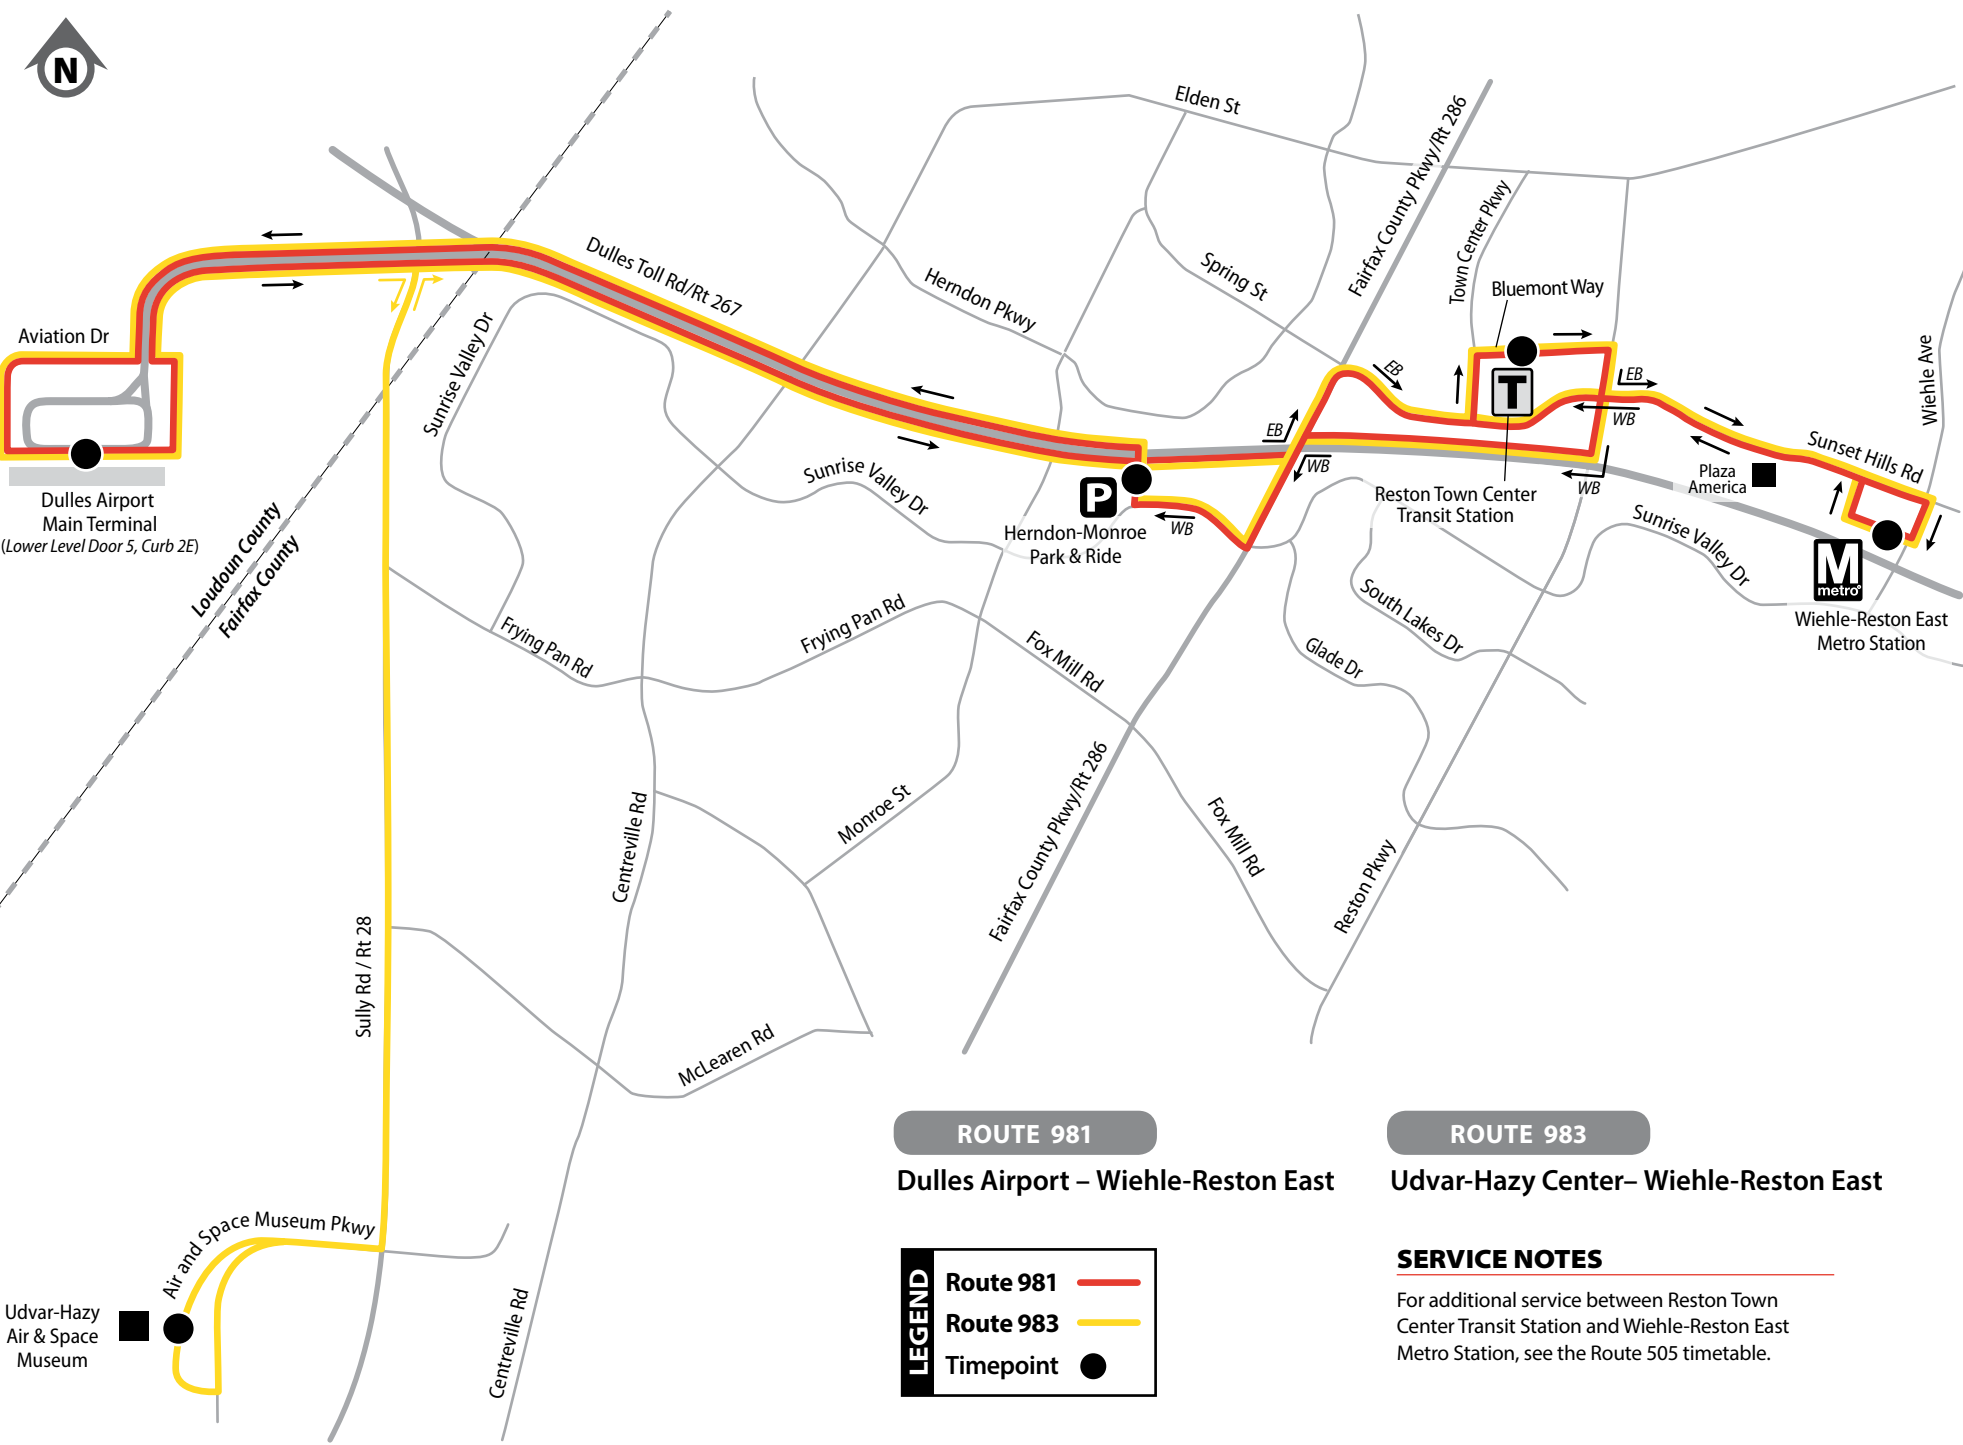 N
Elden St
Fairfax County Pkwy/Rt 286
Town Center Pkwy
Dulles Toll Rd/Rt 267
Herndon Pkwy
Spring St
Bluemont Way
Aviation Dr
Sunrise Valley Dr
EB
T
EB
WB
Wiehle Ave
EB
WB
Sunset Hills Rd
Plaza
America
WB
Sunrise Valley Dr
P
Herndon-Monroe
Park & Ride
WB
Reston Town Center
Transit Station
Sunrise Valley Dr
M
metro
Wiehle-Reston East
Metro Station
Dulles Airport
Main Terminal
(Lower Level Door 5, Curb 2E)
Loudoun County
Fairfax County
Frying Pan Rd
Frying Pan Rd
Fox Mill Rd
South Lakes Dr
Glade Dr
Centreville Rd
Monroe St
Fairfax County Pkwy/Rt 286
Fox Mill Rd
Reston Pkwy
Sully Rd / Rt 28
McLearen Rd
Air and Space Museum Pkwy
Udvar-Hazy
Air & Space
Museum
Centreville Rd
ROUTE 981
Dulles Airport – Wiehle-Reston East
ROUTE 983
Udvar-Hazy Center– Wiehle-Reston East
LEGEND
Route 981
Route 983
Timepoint
SERVICE NOTES
For additional service between Reston Town
Center Transit Station and Wiehle-Reston East
Metro Station, see the Route 505 timetable.